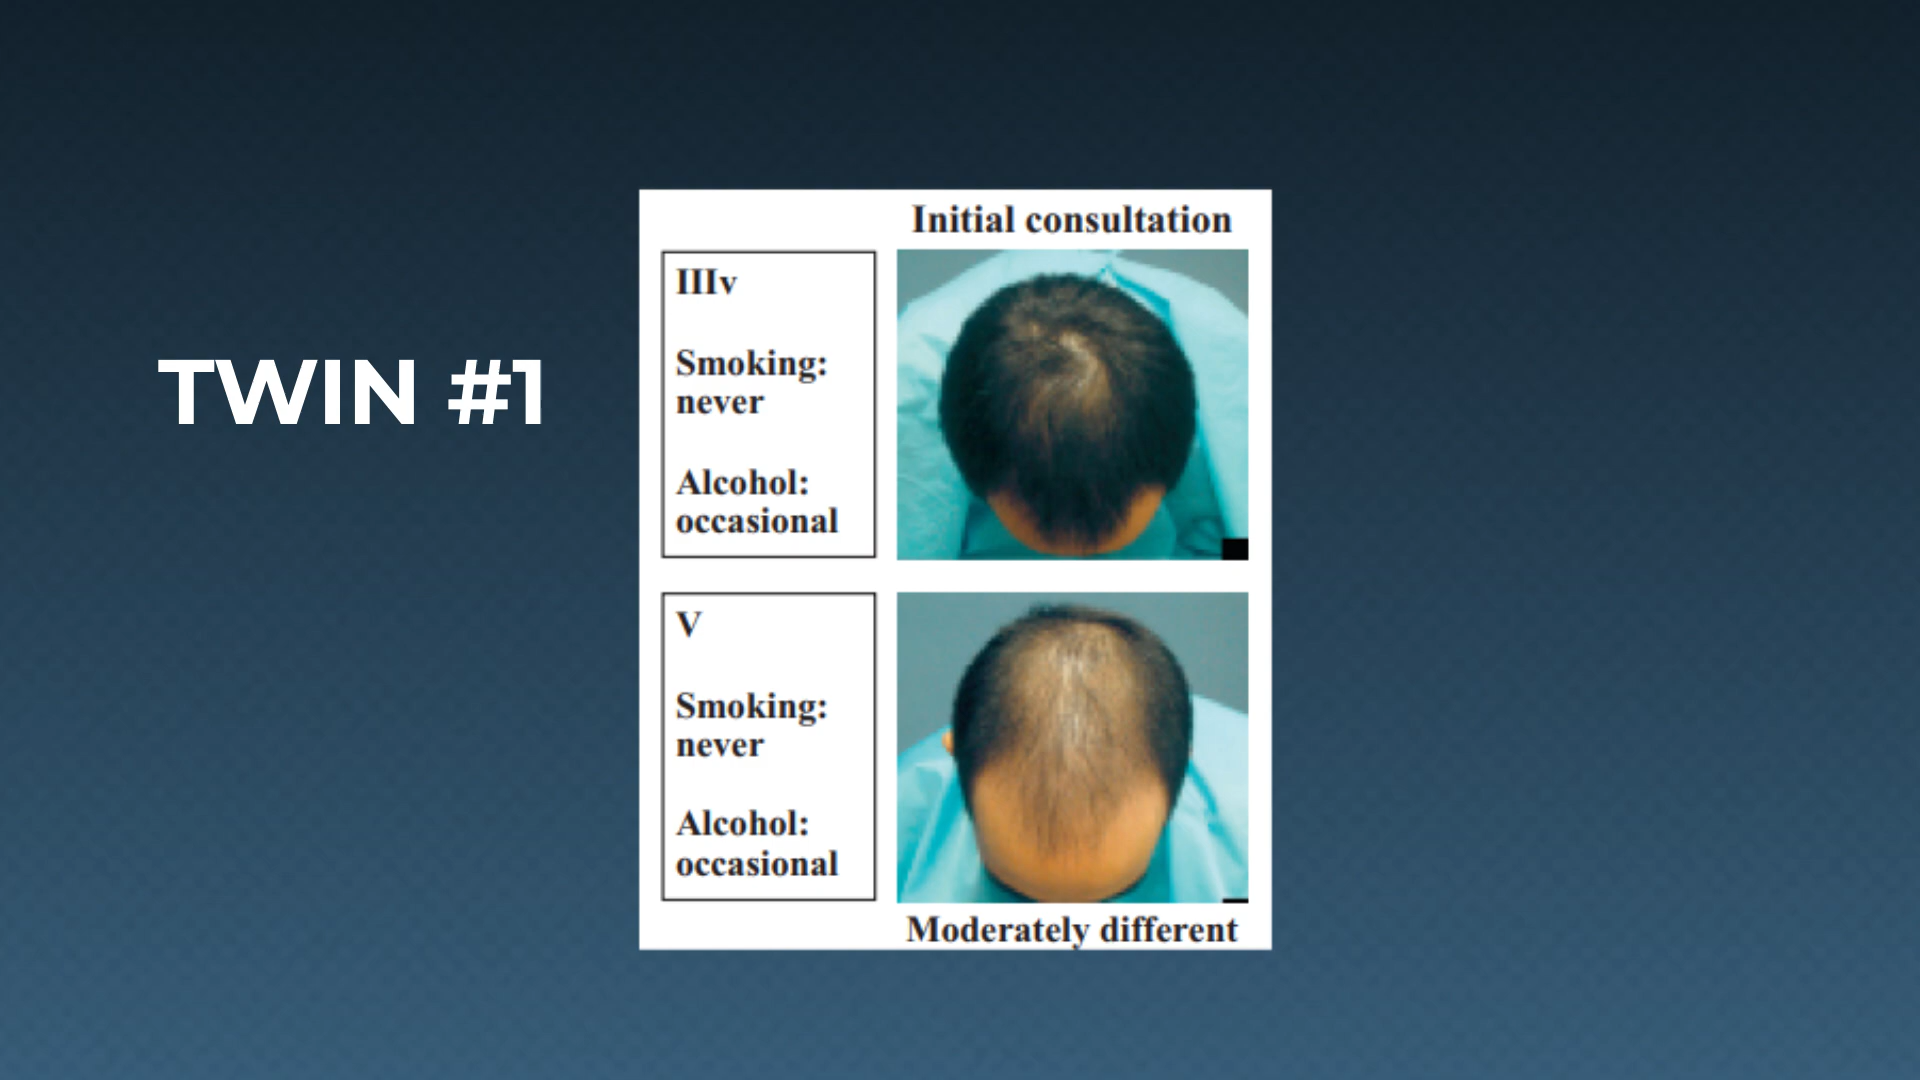 Initial consultation
IIIv
Smoking:
never
Alcohol:
occasional
TWIN #1
V
Smoking:
never
Alcohol:
occasional
Moderately different